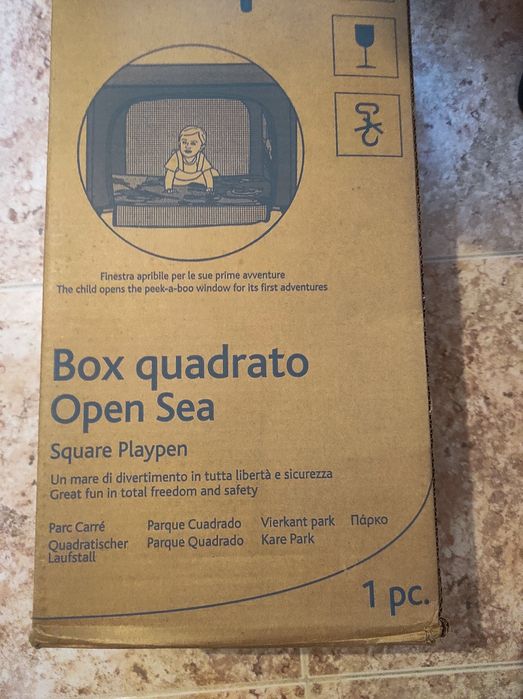 Finestra apribile per le sue prime avventure
The child opens the peek-a-boo window for its first adventures
Box quadrato
Open Sea
Square Playpen
Un mare di divertimento in tutta libertà e sicurezza
Great fun in total freedom and safety
Parc Carré
Quadratischer
Laufstall
Parque Cuadrado
Parque Quadrado
Vierkant park
Kare Park
Πάρκο
1 pc.